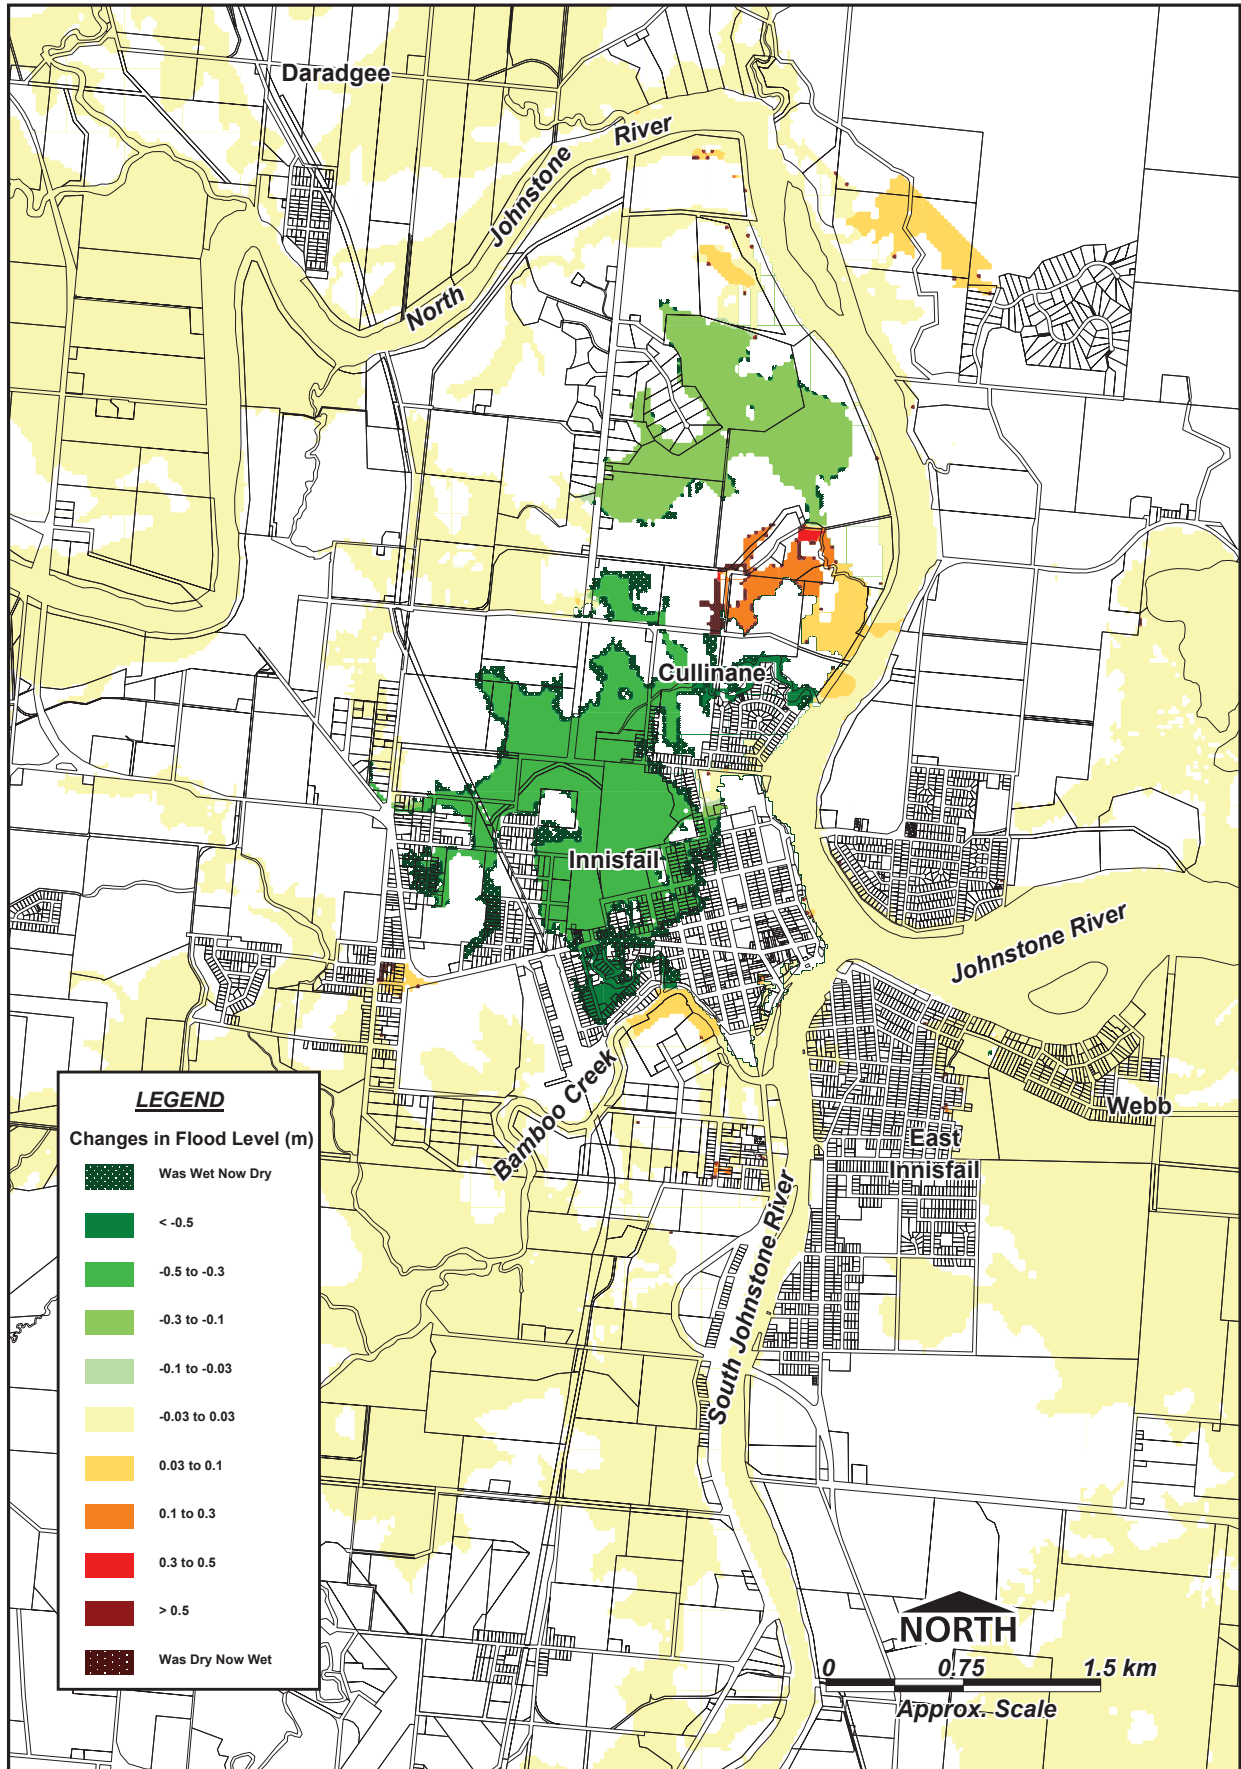 Daradgee
River
Johnstone
North
Cullinane
Innisfail
Johnstone River
Bamboo Creek
Webb
East
Innisfail
South Johnstone River
LEGEND
Changes in Flood Level (m)
Was Wet Now Dry
< -0.5
-0.5 to -0.3
-0.3 to -0.1
-0.1 to -0.03
-0.03 to 0.03
0.03 to 0.1
0.1 to 0.3
0.3 to 0.5
> 0.5
Was Dry Now Wet
NORTH
0 0.75 1.5 km
Approx. Scale